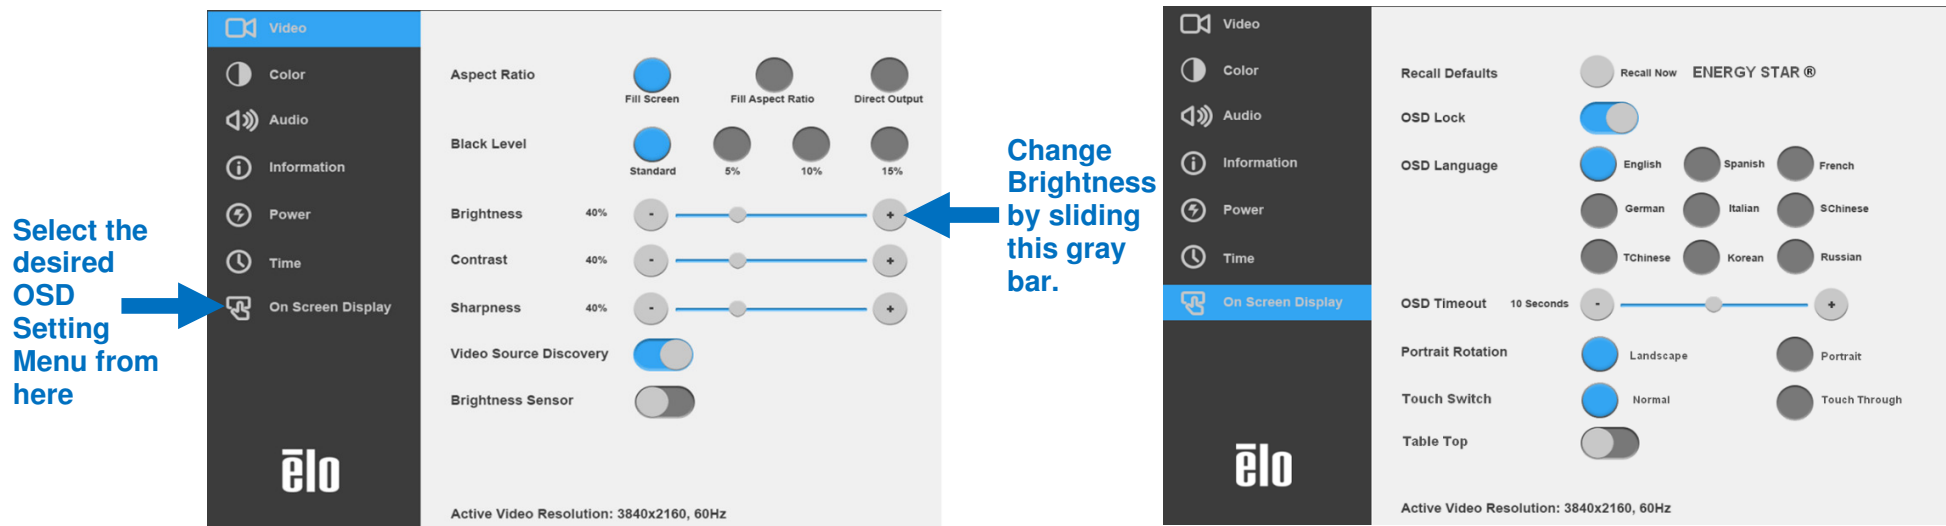 Select the
desired
OSD
Setting
Menu from
here
Video
Color
Audio
Information
Power
Time
On Screen Display
ēlo
Aspect Ratio
Fill Screen
Fill Aspect Ratio
Direct Output
Black Level
Standard
5%
10%
15%
Brightness 40% - +
Contrast 40% - +
Sharpness 40% - +
Video Source Discovery
Brightness Sensor
Active Video Resolution: 3840x2160, 60Hz
Change
Brightness
by sliding
this gray
bar.
Video
Color
Audio
Information
Power
Time
On Screen Display
ēlo
Recall Defaults Recall Now ENERGY STAR ®
OSD Lock
OSD Language English Spanish French
German Italian SChinese
TChinese Korean Russian
OSD Timeout 10 Seconds - +
Portrait Rotation Landscape Portrait
Touch Switch Normal Touch Through
Table Top
Active Video Resolution: 3840x2160, 60Hz